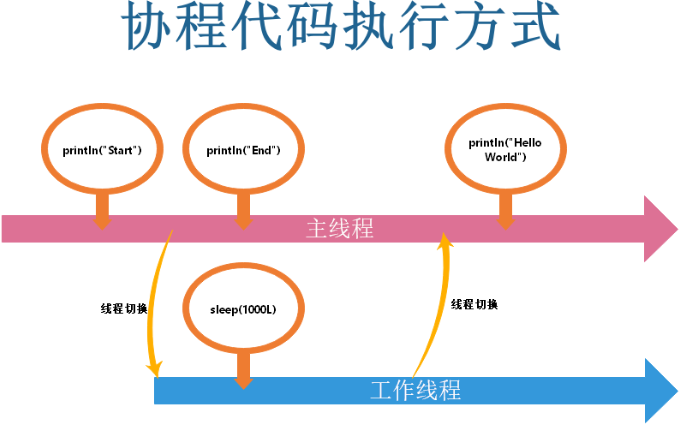 协程代码执行方式
println("Start")
println("End")
println("Hello
World")
主线程
线程切换
sleep(1000L)
线程切换
工作线程